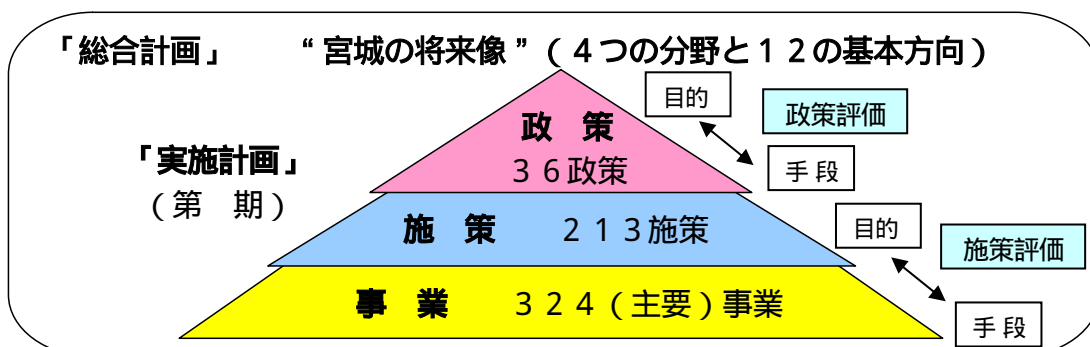 「総合計画」 “宮城の将来像”(4つの分野と12の基本方向)
目的
政策評価
政 策
「実施計画」
手 段
36政策
(第 期)
目的
施 策 213施策
施策評価
事 業 324(主要)事業
手 段